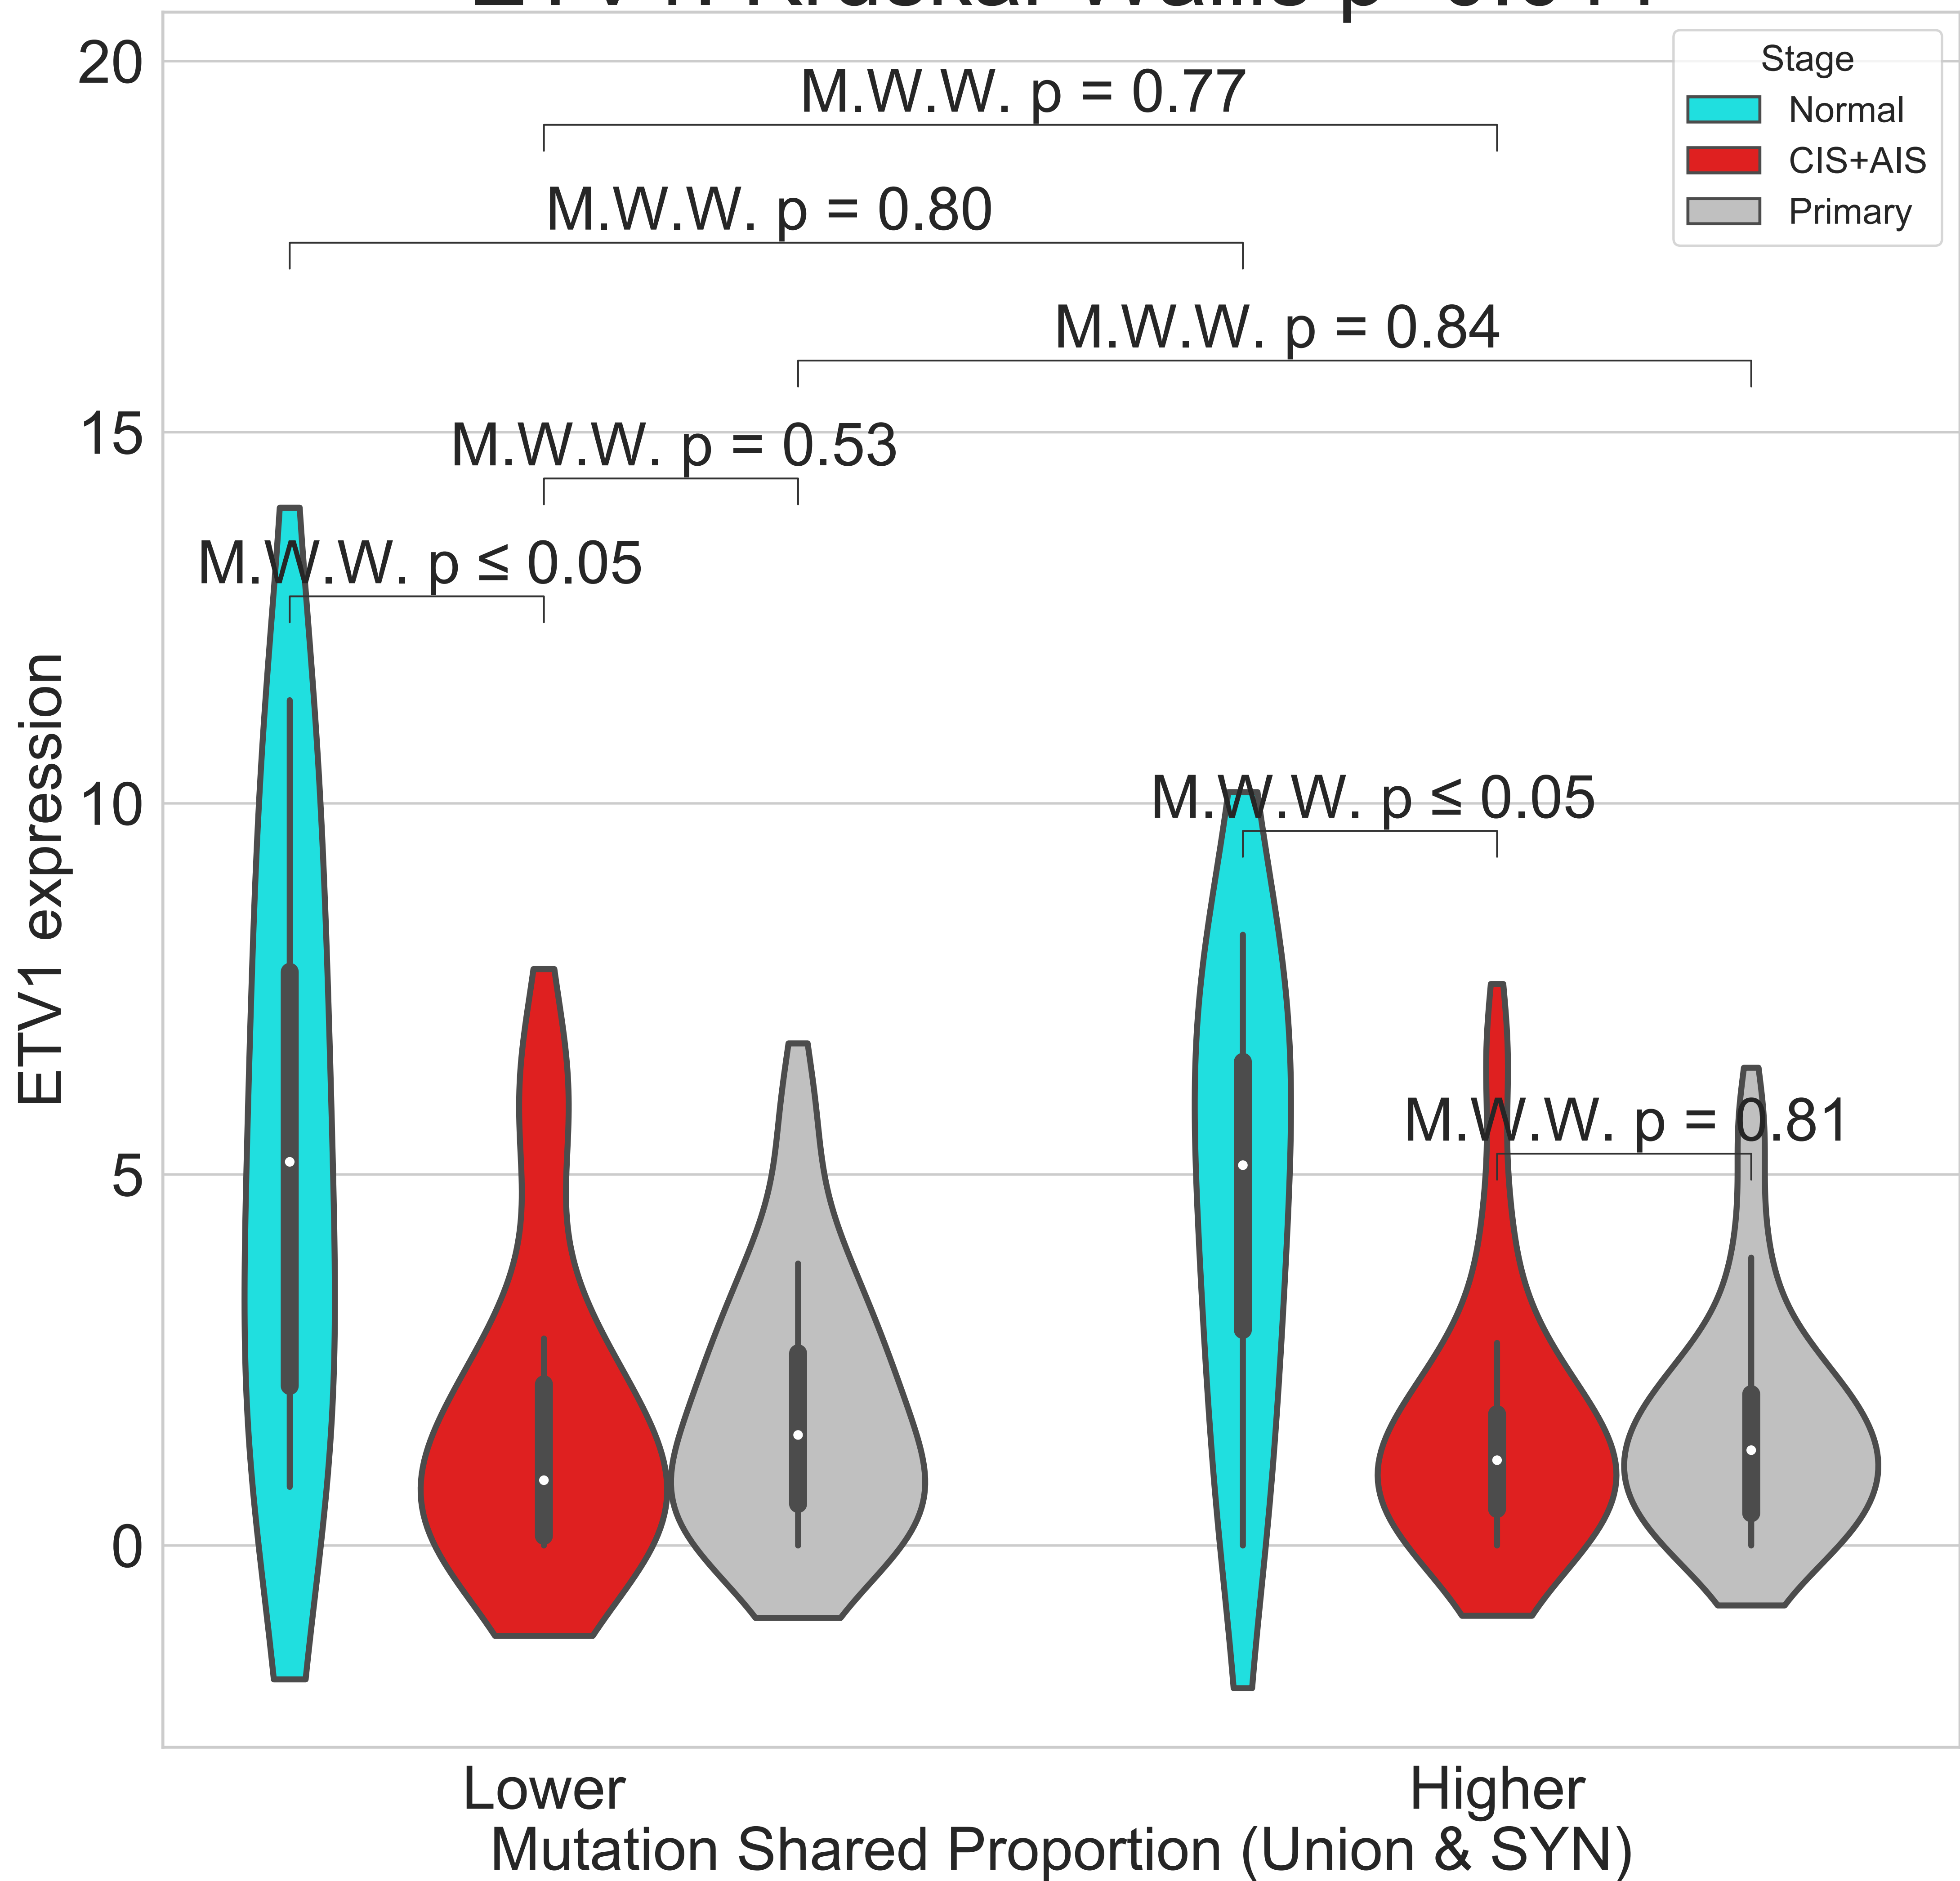 20
15
10
5
0
ETV1 expression
Stage
Normal
CIS+AIS
Primary
M.W.W. p = 0.77
M.W.W. p = 0.80
M.W.W. p = 0.84
M.W.W. p = 0.53
M.W.W. p ≤ 0.05
M.W.W. p ≤ 0.05
M.W.W. p = 0.81
Lower
Higher
Mutation Shared Proportion (Union & SYN)